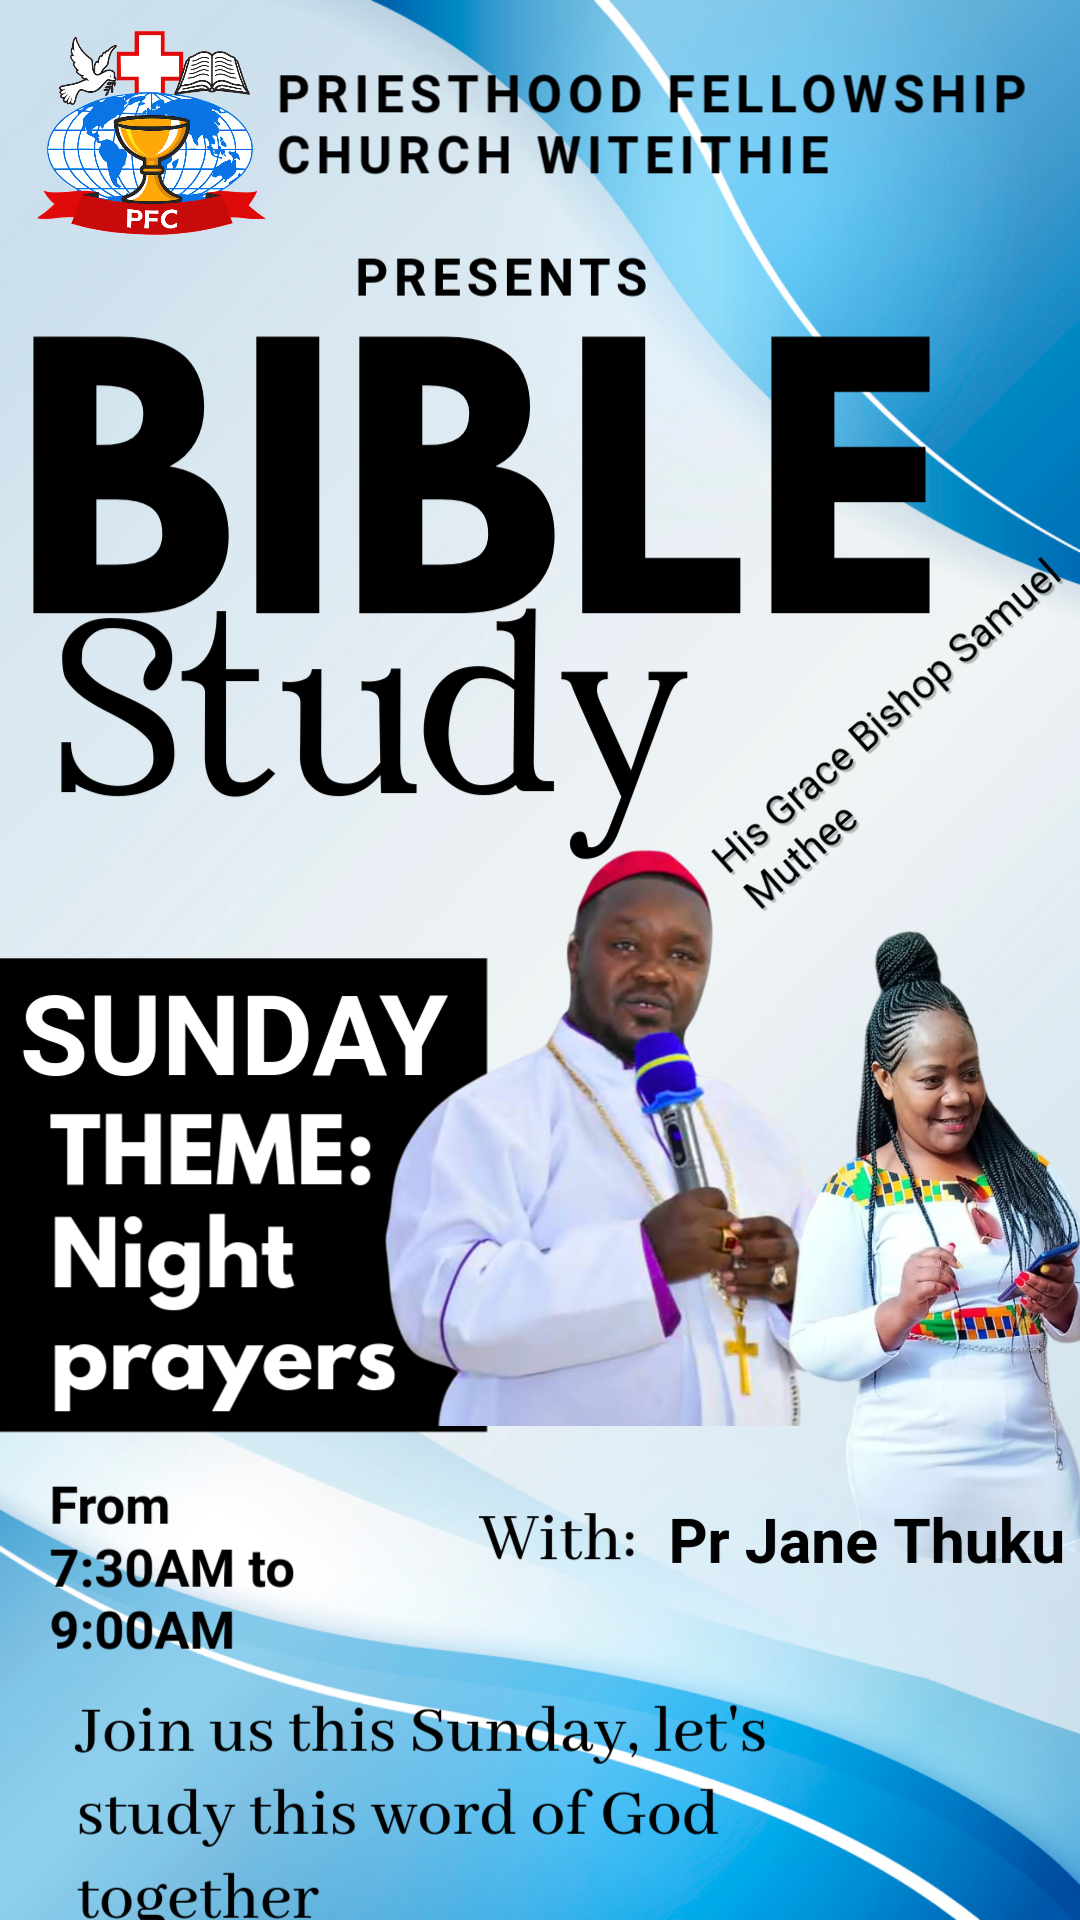 PFC
PRIESTHOOD FELLOWSHIP
CHURCH WITEITHIE
PRESENTS
BIBLE
Study
His Grace Bishop Samuel
Muthee
SUNDAY
THEME:
Night
prayers
From
7:30AM to
9:00AM
With: Pr Jane Thuku
Join us this Sunday, let's
study this word of God
together